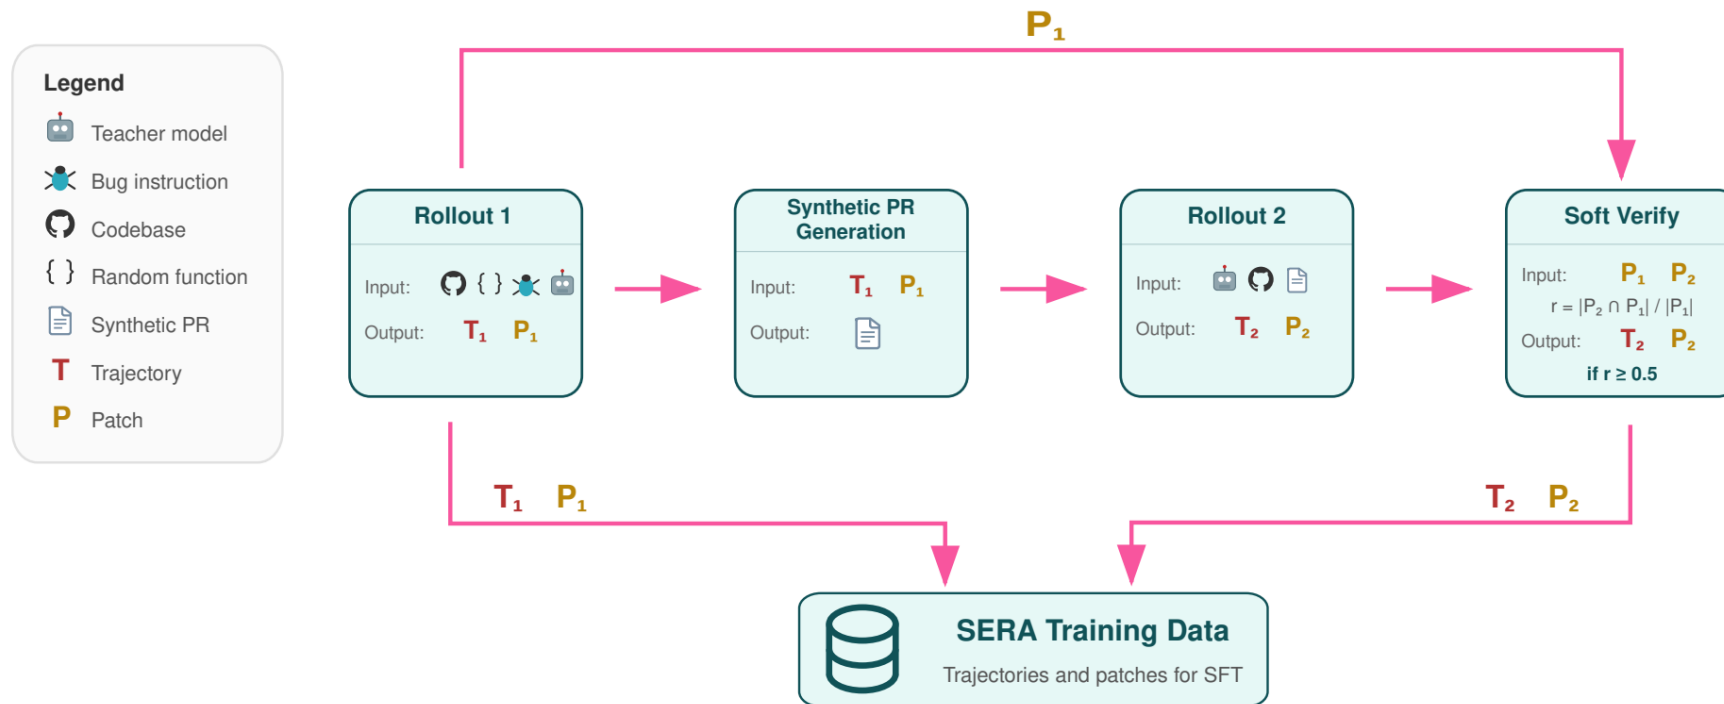 P₁
Legend
Teacher model
Bug instruction
Codebase
{ } Random function
Synthetic PR
T Trajectory
P Patch
Rollout 1
Input: { }
Output: T₁ P₁
Synthetic PR
Generation
Input: T₁ P₁
Output:
Rollout 2
Input:
Output: T₂ P₂
Soft Verify
Input: P₁ P₂
r = |P₂ ∩ P₁| / |P₁|
Output: T₂ P₂
if r ≥ 0.5
T₁ P₁
T₂ P₂
SERA Training Data
Trajectories and patches for SFT